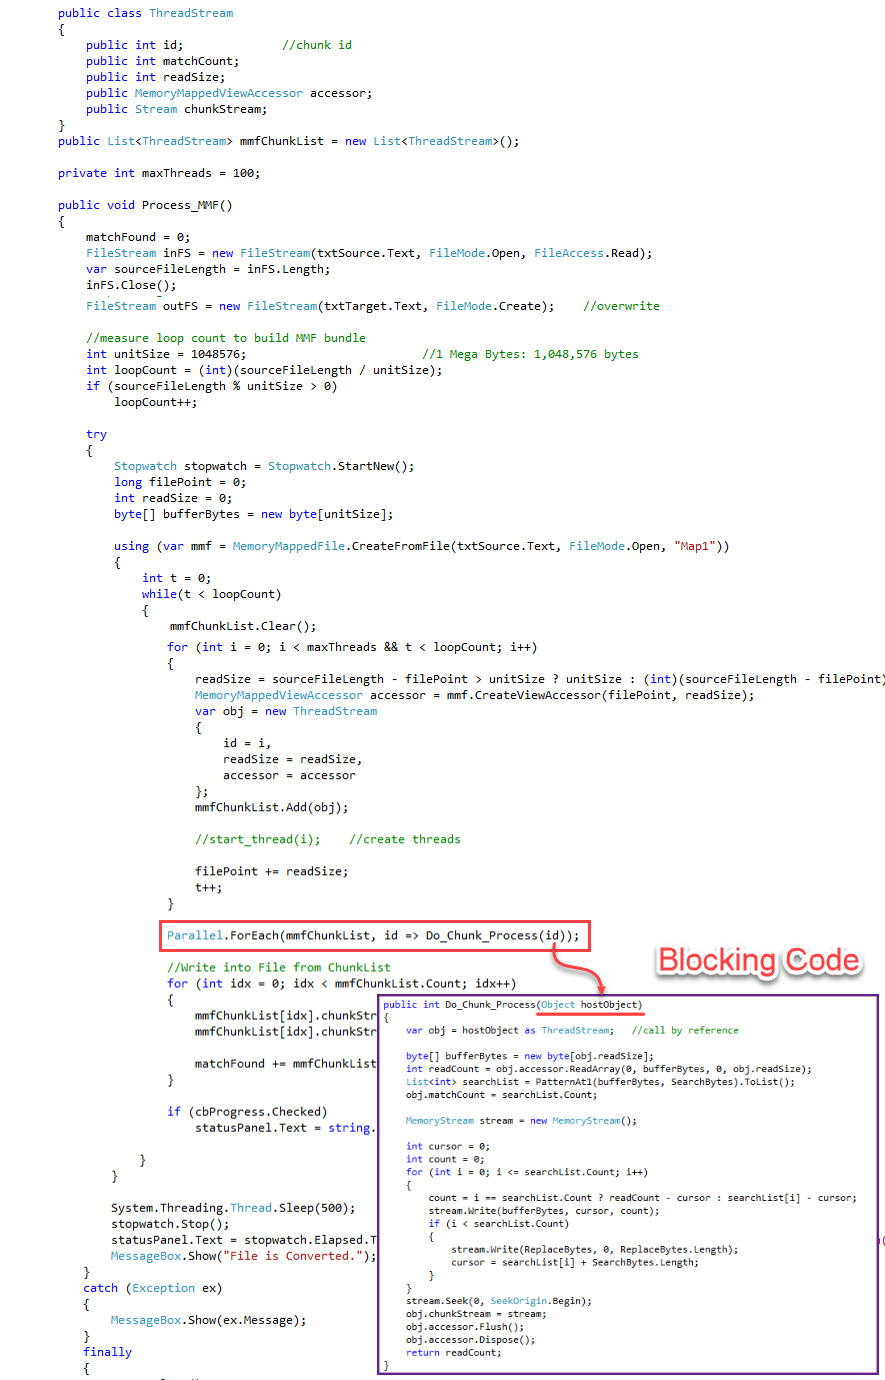 public class ThreadStream
{
public int id; //chunk id
public int matchCount;
public int readSize;
public MemoryMappedViewAccessor accessor;
public Stream chunkStream;
}
public List<ThreadStream> mmfChunkList = new List<ThreadStream>();
private int maxThreads = 100;
public void Process_MMF()
{
matchFound = 0;
FileStream inFS = new FileStream(txtSource.Text, FileMode.Open, FileAccess.Read);
var sourceFileLength = inFS.Length;
inFS.Close();
FileStream outFS = new FileStream(txtTarget.Text, FileMode.Create); //overwrite
//measure loop count to build MMF bundle
int unitSize = 1048576; //1 Mega Bytes: 1,048,576 bytes
int loopCount = (int)(sourceFileLength / unitSize);
if (sourceFileLength % unitSize > 0)
loopCount++;
try
{
Stopwatch stopwatch = Stopwatch.StartNew();
long filePoint = 0;
int readSize = 0;
byte[] bufferBytes = new byte[unitSize];
using (var mmf = MemoryMappedFile.CreateFromFile(txtSource.Text, FileMode.Open, "Map1"))
{
int t = 0;
while(t < loopCount)
{
mmfChunkList.Clear();
for (int i = 0; i < maxThreads && t < loopCount; i++)
{
readSize = sourceFileLength - filePoint > unitSize ? unitSize : (int)(sourceFileLength - filePoint)
MemoryMappedViewAccessor accessor = mmf.CreateViewAccessor(filePoint, readSize);
var obj = new ThreadStream
{
id = i,
readSize = readSize,
accessor = accessor
};
mmfChunkList.Add(obj);
//start_thread(i); //create threads
filePoint += readSize;
t++;
}
Parallel.ForEach(mmfChunkList, id => Do_Chunk_Process(id));
Blocking Code
//Write into File from ChunkList
for (int idx = 0; idx < mmfChunkList.Count; idx++)
{
mmfChunkList[idx].chunkStr
mmfChunkList[idx].chunkStr
matchFound += mmfChunkList
}
if (cbProgress.Checked)
statusPanel.Text = string.
}
}
System.Threading.Thread.Sleep(500);
stopwatch.Stop();
statusPanel.Text = stopwatch.Elapsed.T
MessageBox.Show("File is Converted.");
}
catch (Exception ex)
{
MessageBox.Show(ex.Message);
}
finally
{
public int Do_Chunk_Process(Object hostObject)
{
var obj = hostObject as ThreadStream; //call by reference
byte[] bufferBytes = new byte[obj.readSize];
int readCount = obj.accessor.ReadArray(0, bufferBytes, 0, obj.readSize);
List<int> searchList = PatternAt1(bufferBytes, SearchBytes).ToList();
obj.matchCount = searchList.Count;
MemoryStream stream = new MemoryStream();
int cursor = 0;
int count = 0;
for (int i = 0; i <= searchList.Count; i++)
{
count = i == searchList.Count ? readCount - cursor : searchList[i] - cursor;
stream.Write(bufferBytes, cursor, count);
if (i < searchList.Count)
{
stream.Write(ReplaceBytes, 0, ReplaceBytes.Length);
cursor = searchList[i] + SearchBytes.Length;
}
}
stream.Seek(0, SeekOrigin.Begin);
obj.chunkStream = stream;
obj.accessor.Flush();
obj.accessor.Dispose();
return readCount;
}